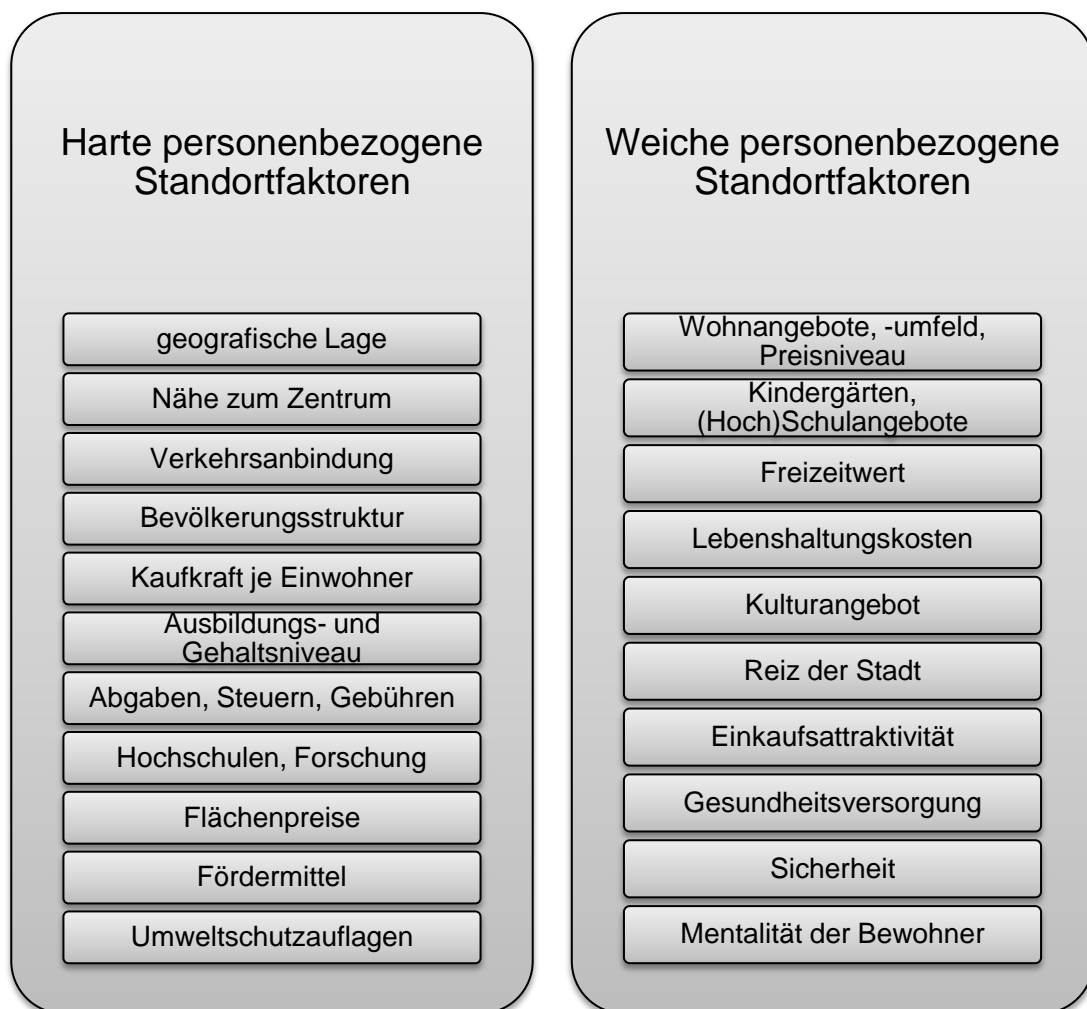 Harte personenbezogene
Standortfaktoren
geografische Lage
Nähe zum Zentrum
Verkehrsanbindung
Bevölkerungsstruktur
Kaufkraft je Einwohner
Ausbildungs- und
Gehaltsniveau
Abgaben, Steuern, Gebühren
Hochschulen, Forschung
Flächenpreise
Fördermittel
Umweltschutzauflagen
Weiche personenbezogene
Standortfaktoren
Wohnangebote, -umfeld,
Preisniveau
Kindergärten,
(Hoch)Schulangebote
Freizeitwert
Lebenshaltungskosten
Kulturangebot
Reiz der Stadt
Einkaufsattraktivität
Gesundheitsversorgung
Sicherheit
Mentalität der Bewohner